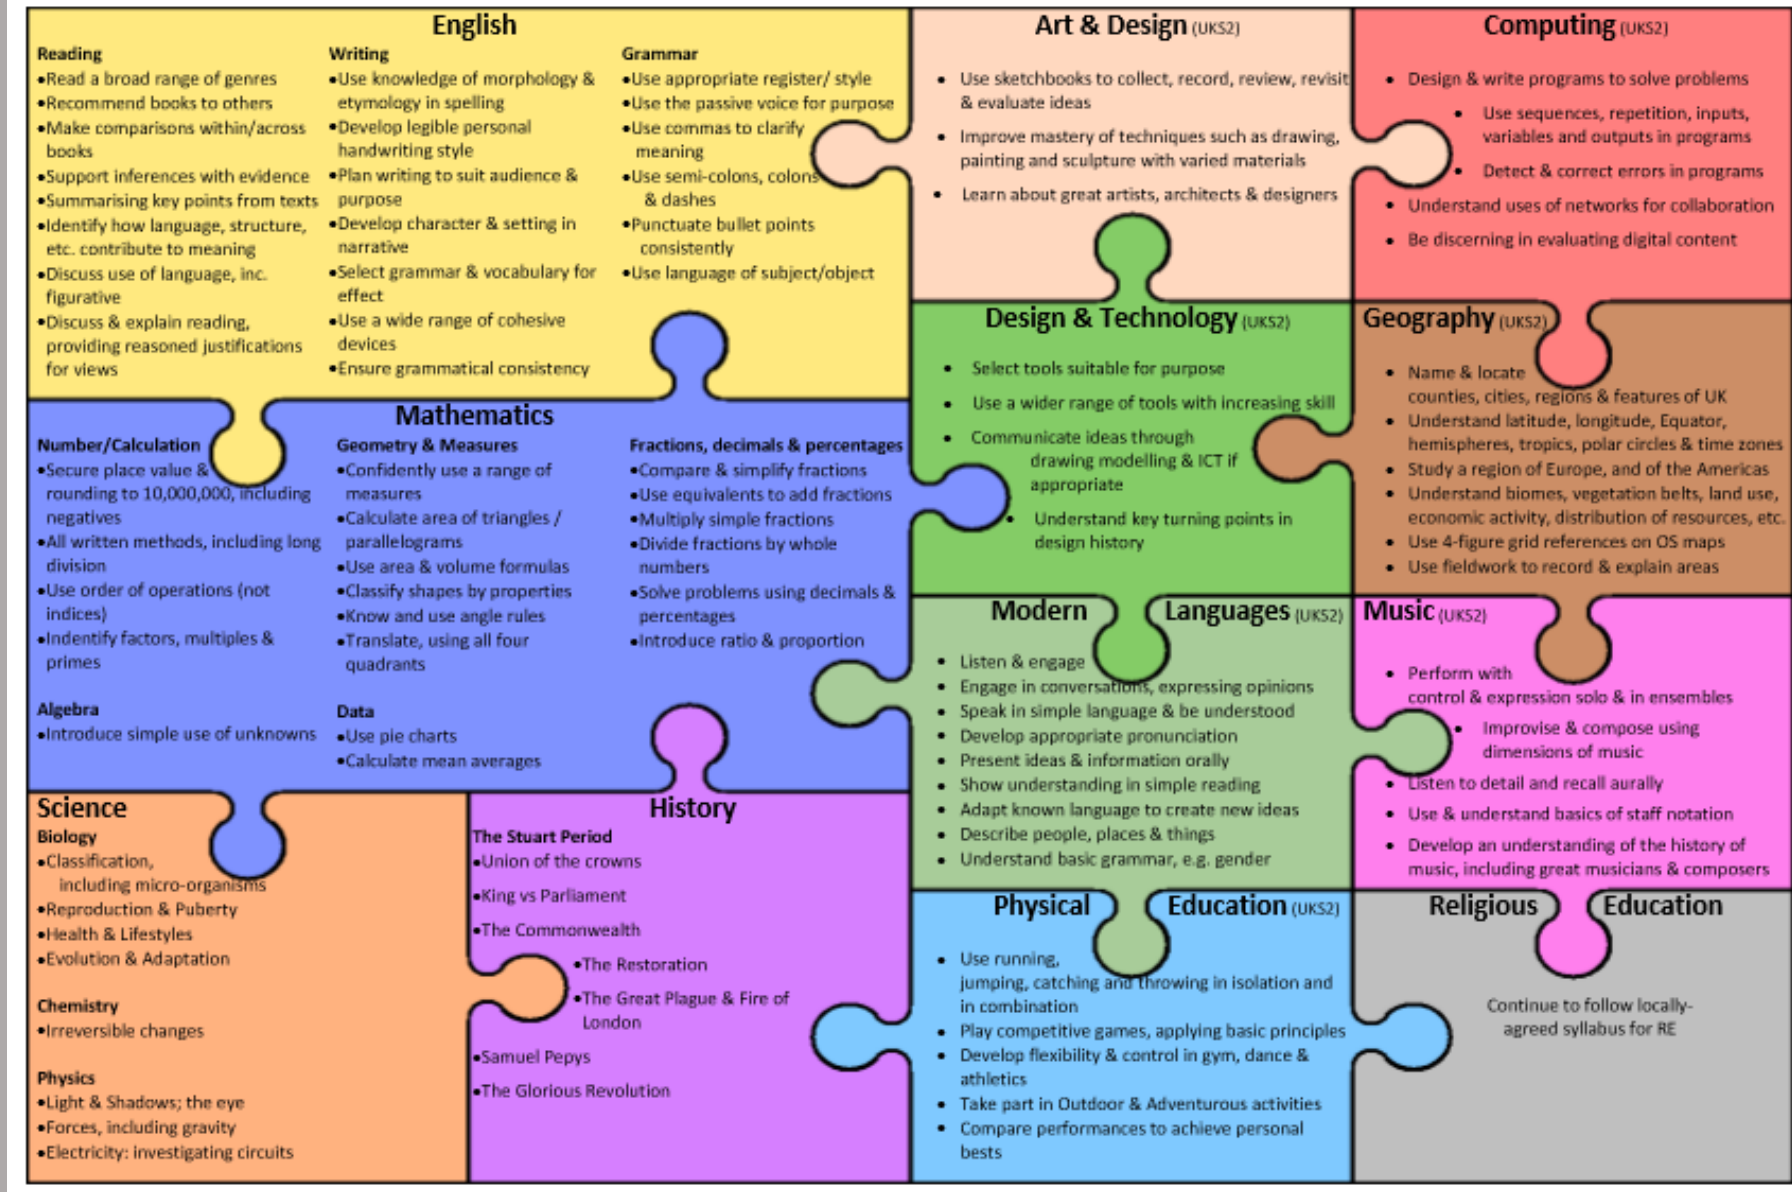 English
Reading
•Read a broad range of genres
•Recommend books to others
•Make comparisons within/across
books
•Support inferences with evidence
•Summarising key points from texts
•Identify how language, structure,
etc. contribute to meaning
•Discuss use of language, inc.
figurative
•Discuss & explain reading,
providing reasoned justifications
for views
Writing
•Use knowledge of morphology &
etymology in spelling
•Develop legible personal
handwriting style
•Plan writing to suit audience &
purpose
•Develop character & setting in
narrative
•Select grammar & vocabulary for
effect
•Use a wide range of cohesive
devices
•Ensure grammatical consistency
Grammar
•Use appropriate register/ style
•Use the passive voice for purpose
•Use commas to clarify
meaning
•Use semi-colons, colons
& dashes
•Punctuate bullet points
consistently
•Use language of subject/object
Art & Design (UKS2)
• Use sketchbooks to collect, record, review, revisit
& evaluate ideas
• Improve mastery of techniques such as drawing,
painting and sculpture with varied materials
• Learn about great artists, architects & designers
Computing (UKS2)
• Design & write programs to solve problems
• Use sequences, repetition, inputs,
variables and outputs in programs
• Detect & correct errors in programs
• Understand uses of networks for collaboration
• Be discerning in evaluating digital content
Mathematics
Number/Calculation
•Secure place value &
rounding to 10,000,000, including
negatives
•All written methods, including long
division
•Use order of operations (not
indices)
•Indentify factors, multiples &
primes
Algebra
•Introduce simple use of unknowns
Geometry & Measures
•Confidently use a range of
measures
•Calculate area of triangles /
parallelograms
•Use area & volume formulas
•Classify shapes by properties
•Know and use angle rules
•Translate, using all four
quadrants
Data
•Use pie charts
•Calculate mean averages
Fractions, decimals & percentages
•Compare & simplify fractions
•Use equivalents to add fractions
•Multiply simple fractions
•Divide fractions by whole
numbers
•Solve problems using decimals &
percentages
•Introduce ratio & proportion
Design & Technology (UKS2)
• Select tools suitable for purpose
• Use a wider range of tools with increasing skill
• Communicate ideas through
drawing modelling & ICT if
appropriate
• Understand key turning points in
design history
Geography (UKS2)
• Name & locate
counties, cities, regions & features of UK
• Understand latitude, longitude, Equator,
hemispheres, tropics, polar circles & time zones
• Study a region of Europe, and of the Americas
• Understand biomes, vegetation belts, land use,
economic activity, distribution of resources, etc.
• Use 4-figure grid references on OS maps
• Use fieldwork to record & explain areas
Modern Languages (UKS2)
• Listen & engage
• Engage in conversations, expressing opinions
• Speak in simple language & be understood
• Develop appropriate pronunciation
• Present ideas & information orally
• Show understanding in simple reading
• Adapt known language to create new ideas
• Describe people, places & things
• Understand basic grammar, e.g. gender
Music (UKS2)
• Perform with
control & expression solo & in ensembles
• Improvise & compose using
dimensions of music
• Listen to detail and recall aurally
• Use & understand basics of staff notation
• Develop an understanding of the history of
music, including great musicians & composers
Science
Biology
•Classification,
including micro-organisms
•Reproduction & Puberty
•Health & Lifestyles
•Evolution & Adaptation
Chemistry
•Irreversible changes
Physics
•Light & Shadows; the eye
•Forces, including gravity
•Electricity: investigating circuits
History
The Stuart Period
•Union of the crowns
•King vs Parliament
•The Commonwealth
•The Restoration
•The Great Plague & Fire of
London
•Samuel Pepys
•The Glorious Revolution
Physical Education (UKS2)
• Use running,
jumping, catching and throwing in isolation and
in combination
• Play competitive games, applying basic principles
• Develop flexibility & control in gym, dance &
athletics
• Take part in Outdoor & Adventurous activities
• Compare performances to achieve personal
bests
Religious Education
Continue to follow locally-
agreed syllabus for RE